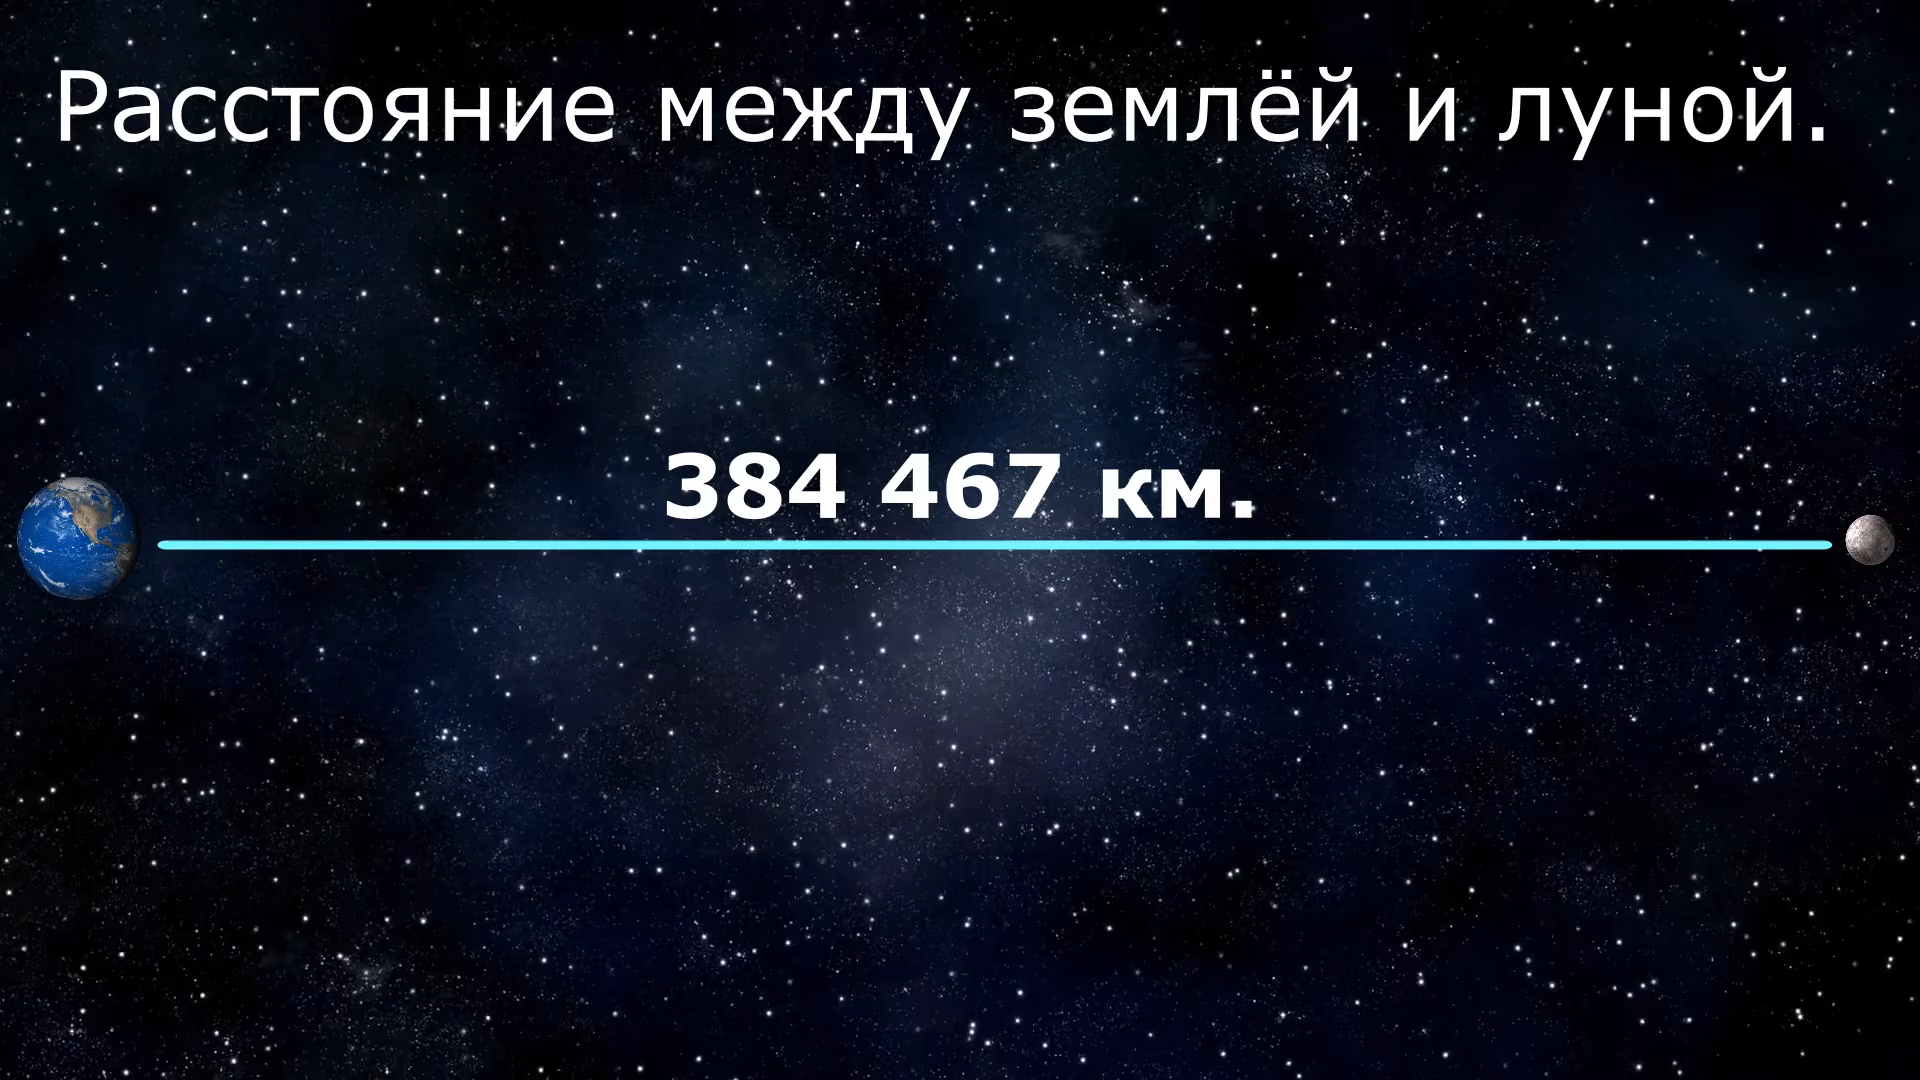 Расстояние между землёй и луной.
384 467 км.